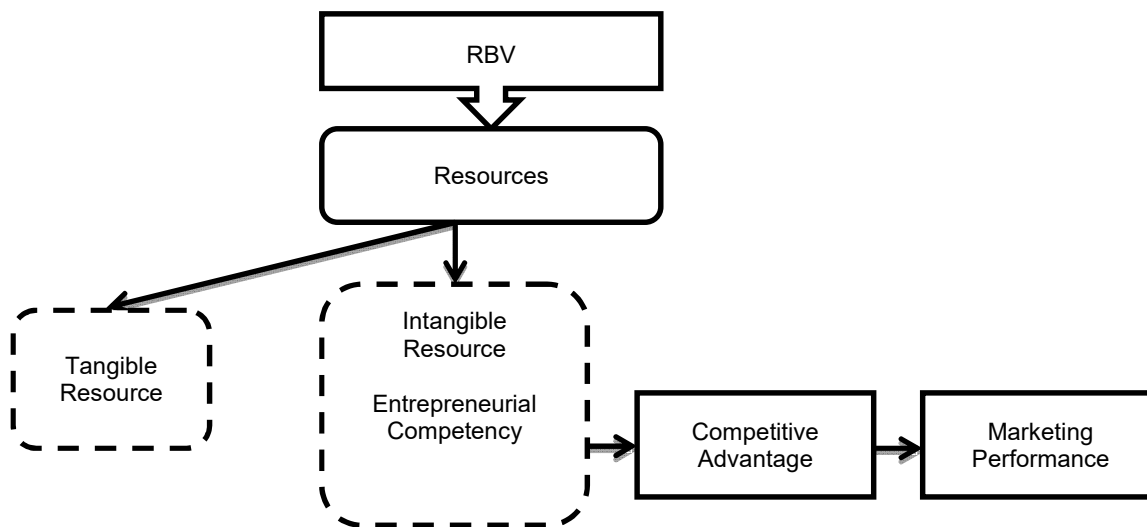 RBV
Resources
Tangible
Resource
Intangible
Resource
Entrepreneurial
Competency
Competitive
Advantage
Marketing
Performance